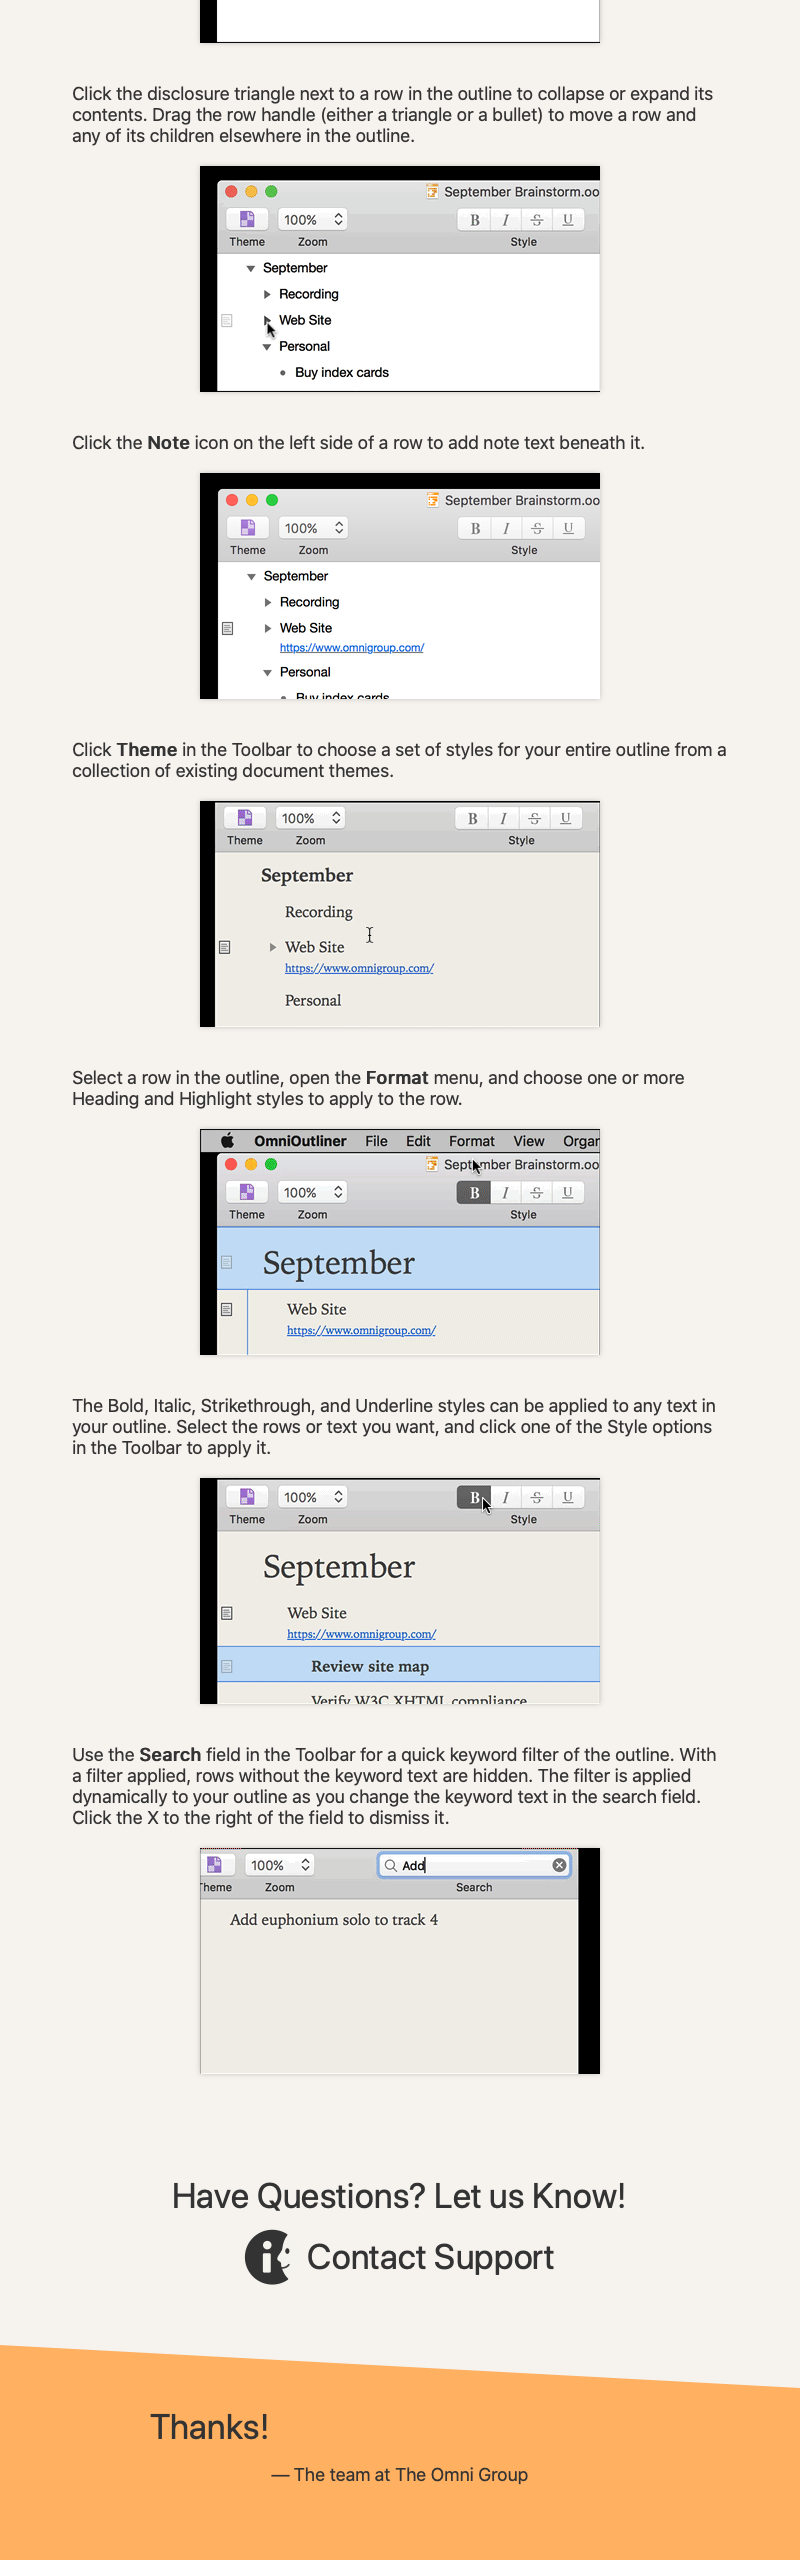 Click the disclosure triangle next to a row in the outline to collapse or expand its
contents. Drag the row handle (either a triangle or a bullet) to move a row and
any of its children elsewhere in the outline.
September Brainstorm.oo
100%
B I S U
Theme Zoom Style
September
Recording
Web Site
Personal
Buy index cards
Click the Note icon on the left side of a row to add note text beneath it.
September Brainstorm.oo
100%
B I S U
Theme Zoom Style
September
Recording
Web Site
https://www.omnigroup.com/
Personal
Buy index cards
Click Theme in the Toolbar to choose a set of styles for your entire outline from a
collection of existing document themes.
100%
B I S U
Theme Zoom Style
September
Recording
Web Site
https://www.omnigroup.com/
Personal
Select a row in the outline, open the Format menu, and choose one or more
Heading and Highlight styles to apply to the row.
OmniOutliner File Edit Format View Organ
September Brainstorm.oo
100%
B I S U
Theme Zoom Style
September
Web Site
https://www.omnigroup.com/
The Bold, Italic, Strikethrough, and Underline styles can be applied to any text in
your outline. Select the rows or text you want, and click one of the Style options
in the Toolbar to apply it.
100%
B I S U
Theme Zoom Style
September
Web Site
https://www.omnigroup.com/
Review site map
Verify W3C XHTML compliance
Use the Search field in the Toolbar for a quick keyword filter of the outline. With
a filter applied, rows without the keyword text are hidden. The filter is applied
dynamically to your outline as you change the keyword text in the search field.
Click the X to the right of the field to dismiss it.
100%
Add
Theme Zoom Search
Add euphonium solo to track 4
Have Questions? Let us Know!
Contact Support
Thanks!
— The team at The Omni Group